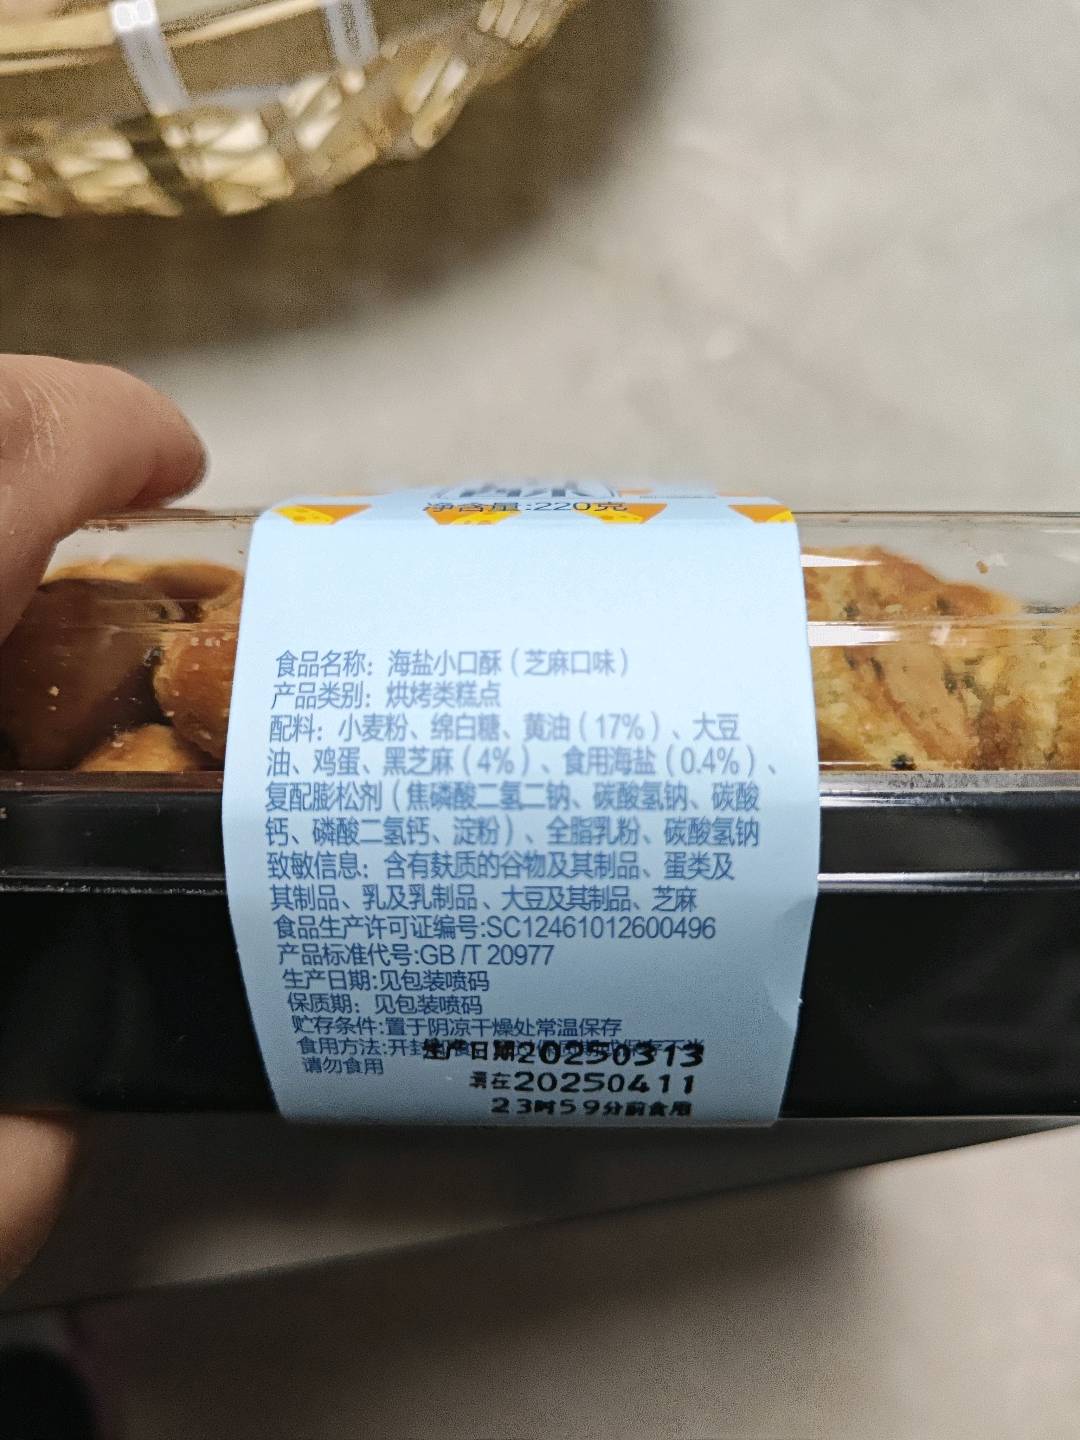 净含量:220克
食品名称：海盐小口酥（芝麻口味）
产品类别：烘烤类糕点
配料：小麦粉、绵白糖、黄油（17%）、大豆
油、鸡蛋、黑芝麻（4%）、食用海盐（0.4%）、
复配膨松剂（焦磷酸二氢二钠、碳酸氢钠、碳酸
钙、磷酸二氢钙、淀粉）、全脂乳粉、碳酸氢钠
致敏信息：含有麸质的谷物及其制品、蛋类及
其制品、乳及乳制品、大豆及其制品、芝麻
食品生产许可证编号:SC12461012600496
产品标准代号:GB/T 20977
生产日期:见包装喷码
保质期：见包装喷码
贮存条件:置于阴凉干燥处常温保存
食用方法:开封
请勿食用
生产日期20250313
请在20250411
23时59分前食用